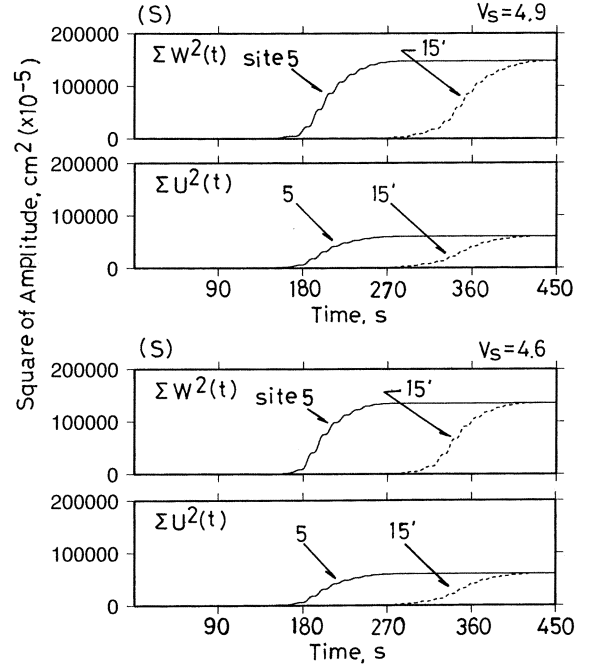 (S) V_S=4.9
200000
ΣW²(t) site 5 15'
100000
0
200000
ΣU²(t)
5 15'
100000
0
90 180 270 360 450
Time, s
(S) V_S=4.6
200000
ΣW²(t) site 5 15'
100000
0
200000
ΣU²(t)
5 15'
100000
0
90 180 270 360 450
Time, s
Square of Amplitude, cm² (x10⁻⁵)